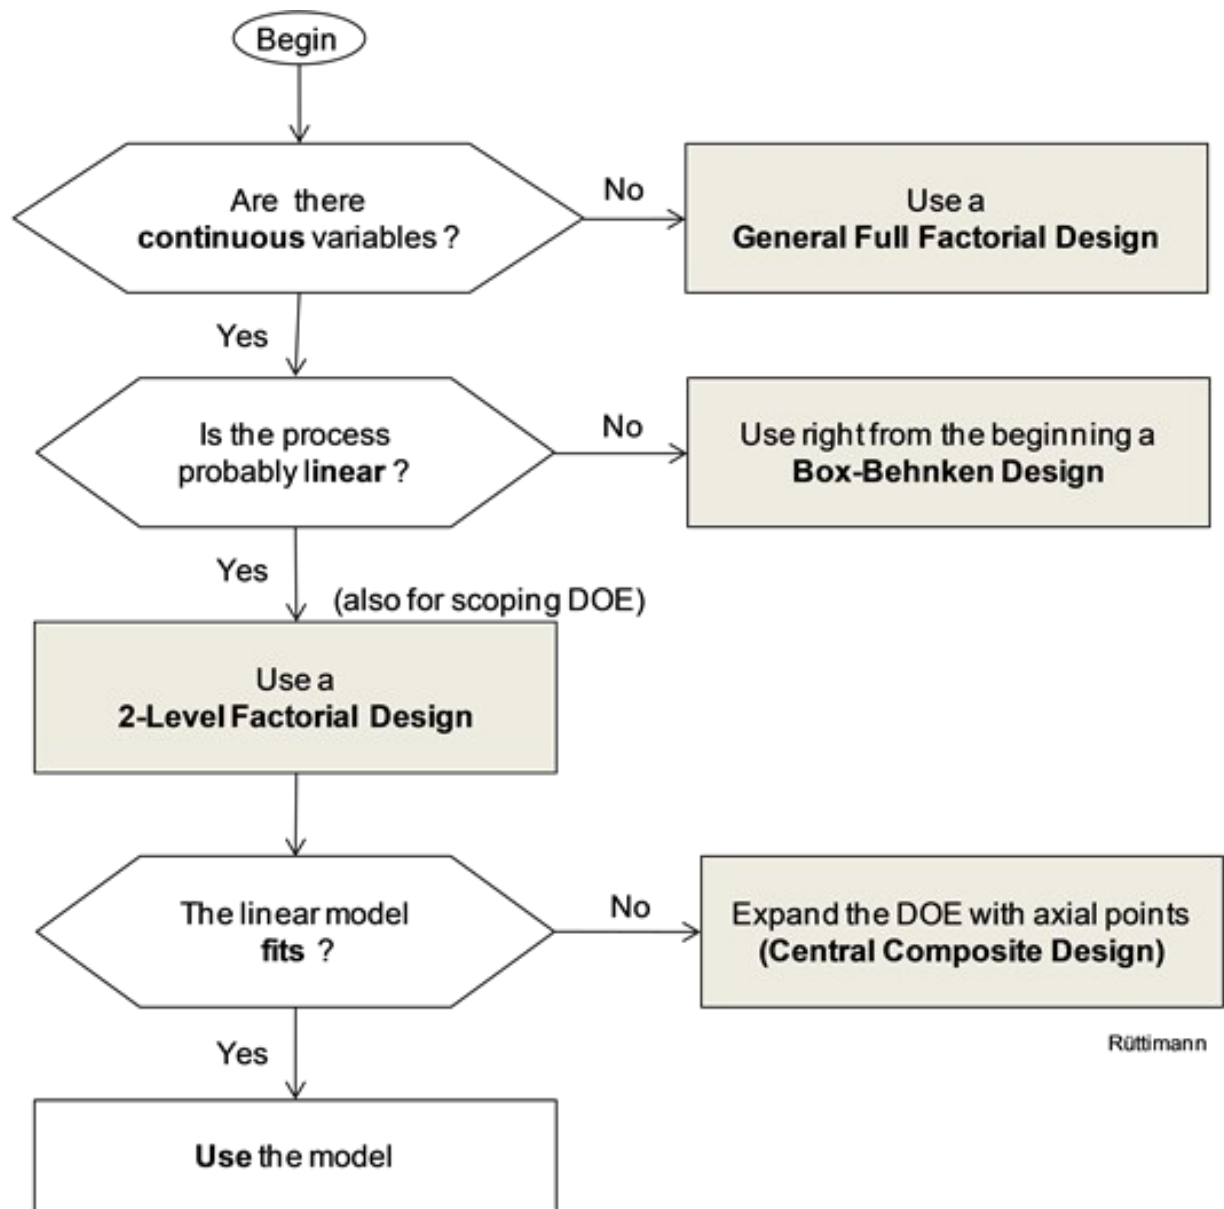 Begin
Are there
continuous variables ?
No
Use a
General Full Factorial Design
Yes
Is the process
probably linear ?
No
Use right from the beginning a
Box-Behnken Design
Yes
(also for scoping DOE)
Use a
2-Level Factorial Design
The linear model
fits ?
No
Expand the DOE with axial points
(Central Composite Design)
Yes
Rüttimann
Use the model